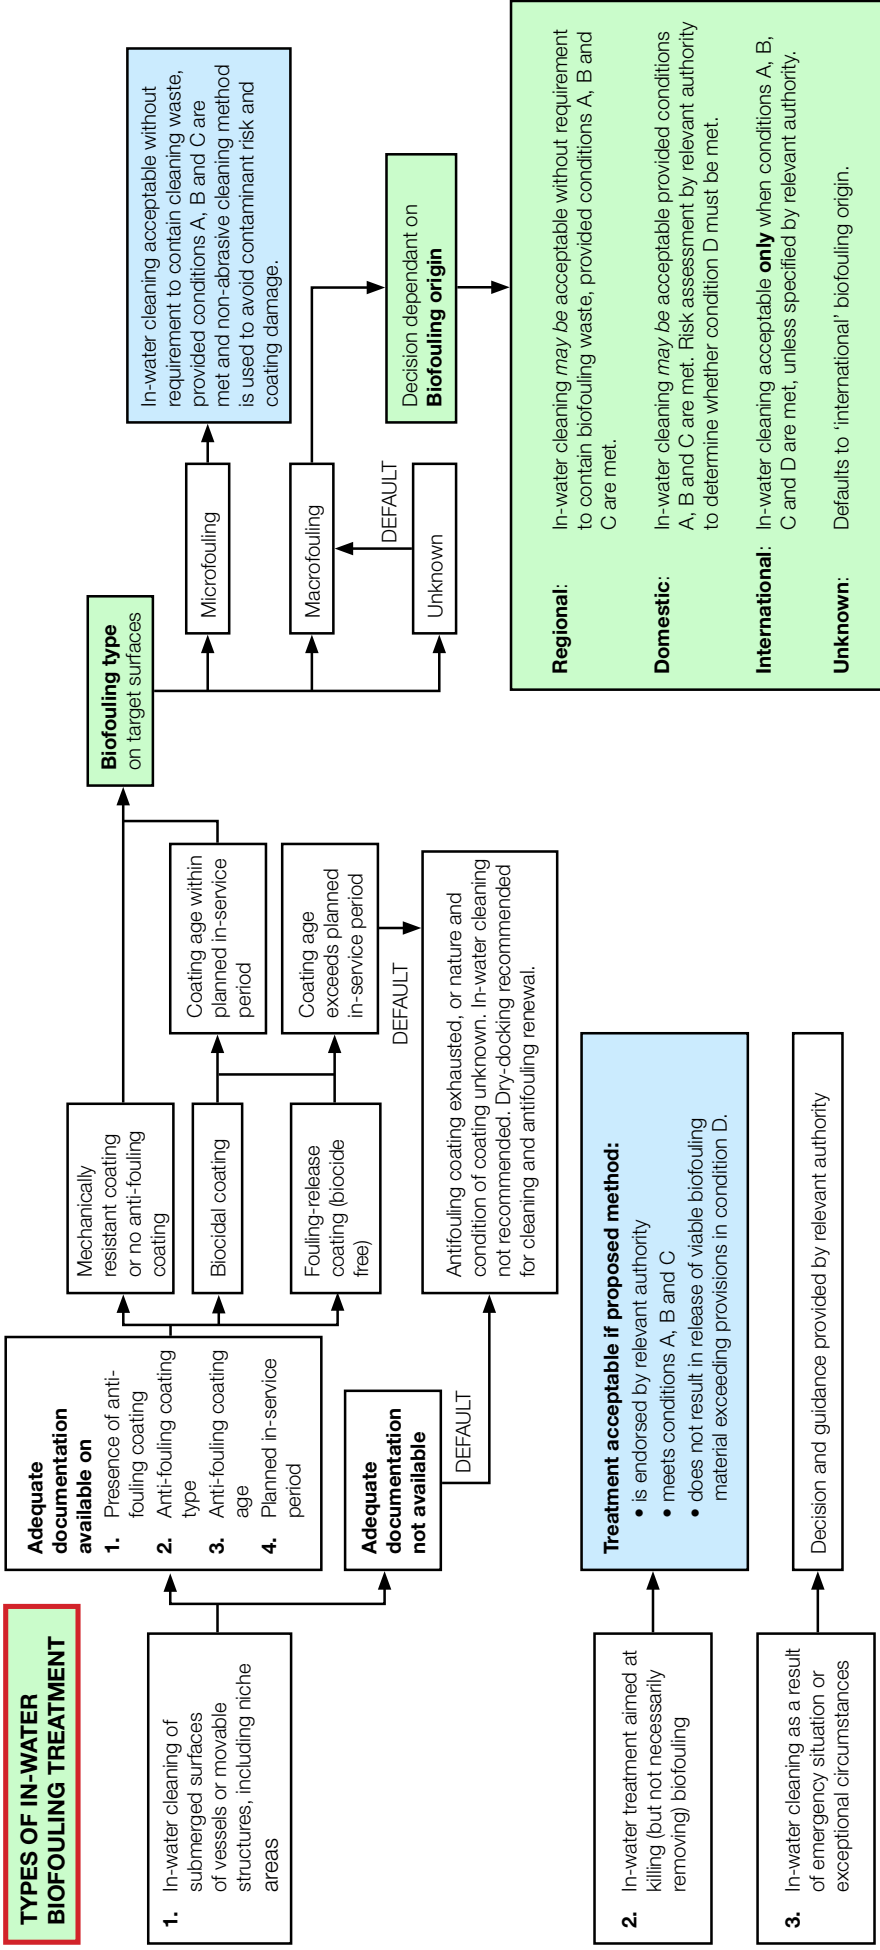 TYPES OF IN-WATER
BIOFOULING TREATMENT
1. In-water cleaning of
submerged surfaces
of vessels or movable
structures, including niche
areas
Adequate
documentation
available on
1. Presence of anti-
fouling coating
2. Anti-fouling coating
type
3. Anti-fouling coating
age
4. Planned in-service
period
Adequate
documentation
not available
DEFAULT
Mechanically
resistant coating
or no anti-fouling
coating
Biocidal coating
Fouling-release
coating (biocide
free)
Coating age within
planned in-service
period
Coating age
exceeds planned
in-service period
DEFAULT
Antifouling coating exhausted, or nature and
condition of coating unknown. In-water cleaning
not recommended. Dry-docking recommended
for cleaning and antifouling renewal.
Biofouling type
on target surfaces
Microfouling
Macrofouling
DEFAULT
Unknown
In-water cleaning acceptable without
requirement to contain cleaning waste,
provided conditions A, B and C are
met and non-abrasive cleaning method
is used to avoid contaminant risk and
coating damage.
Decision dependant on
Biofouling origin
Regional: In-water cleaning may be acceptable without requirement
to contain biofouling waste, provided conditions A, B and
C are met.
Domestic: In-water cleaning may be acceptable provided conditions
A, B and C are met. Risk assessment by relevant authority
to determine whether condition D must be met.
International: In-water cleaning acceptable only when conditions A, B,
C and D are met, unless specified by relevant authority.
Unknown: Defaults to ‘international’ biofouling origin.
2. In-water treatment aimed at
killing (but not necessarily
removing) biofouling
Treatment acceptable if proposed method:
• is endorsed by relevant authority
• meets conditions A, B and C
• does not result in release of viable biofouling
material exceeding provisions in condition D.
3. In-water cleaning as a result
of emergency situation or
exceptional circumstances
Decision and guidance provided by relevant authority